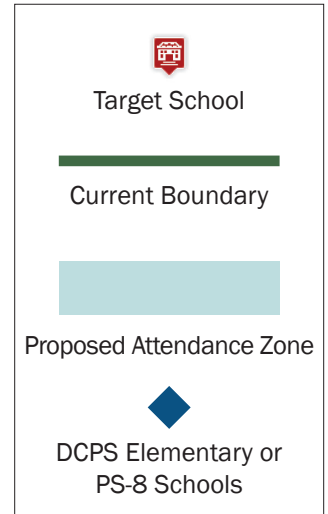 Target School
Current Boundary
Proposed Attendance Zone
DCPS Elementary or
PS-8 Schools